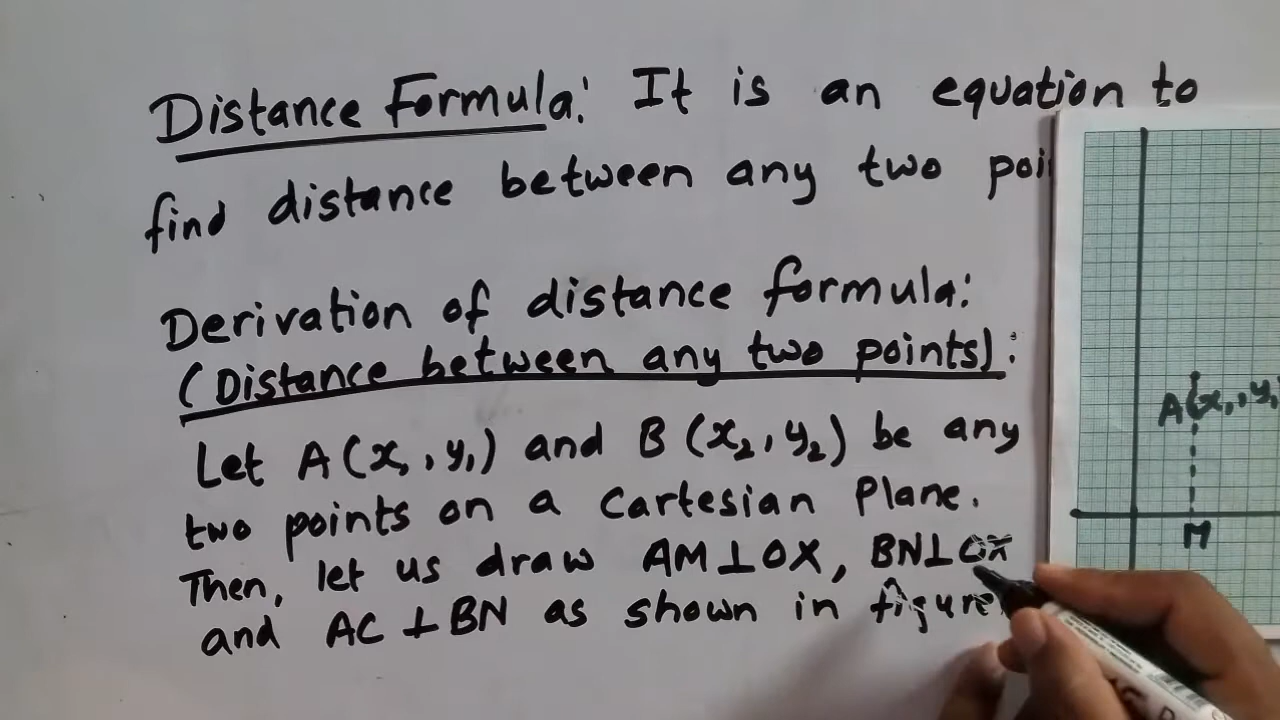 Distance Formula: It is an equation to
find distance between any two poi
Derivation of distance formula:
(Distance between any two points):
Let A(x₁, y₁) and B(x₂, y₂) be any
two points on a Cartesian Plane.
Then, let us draw AM⊥OX, BN⊥OX
and AC⊥BN as shown in figure
A(x₁, y₁
M